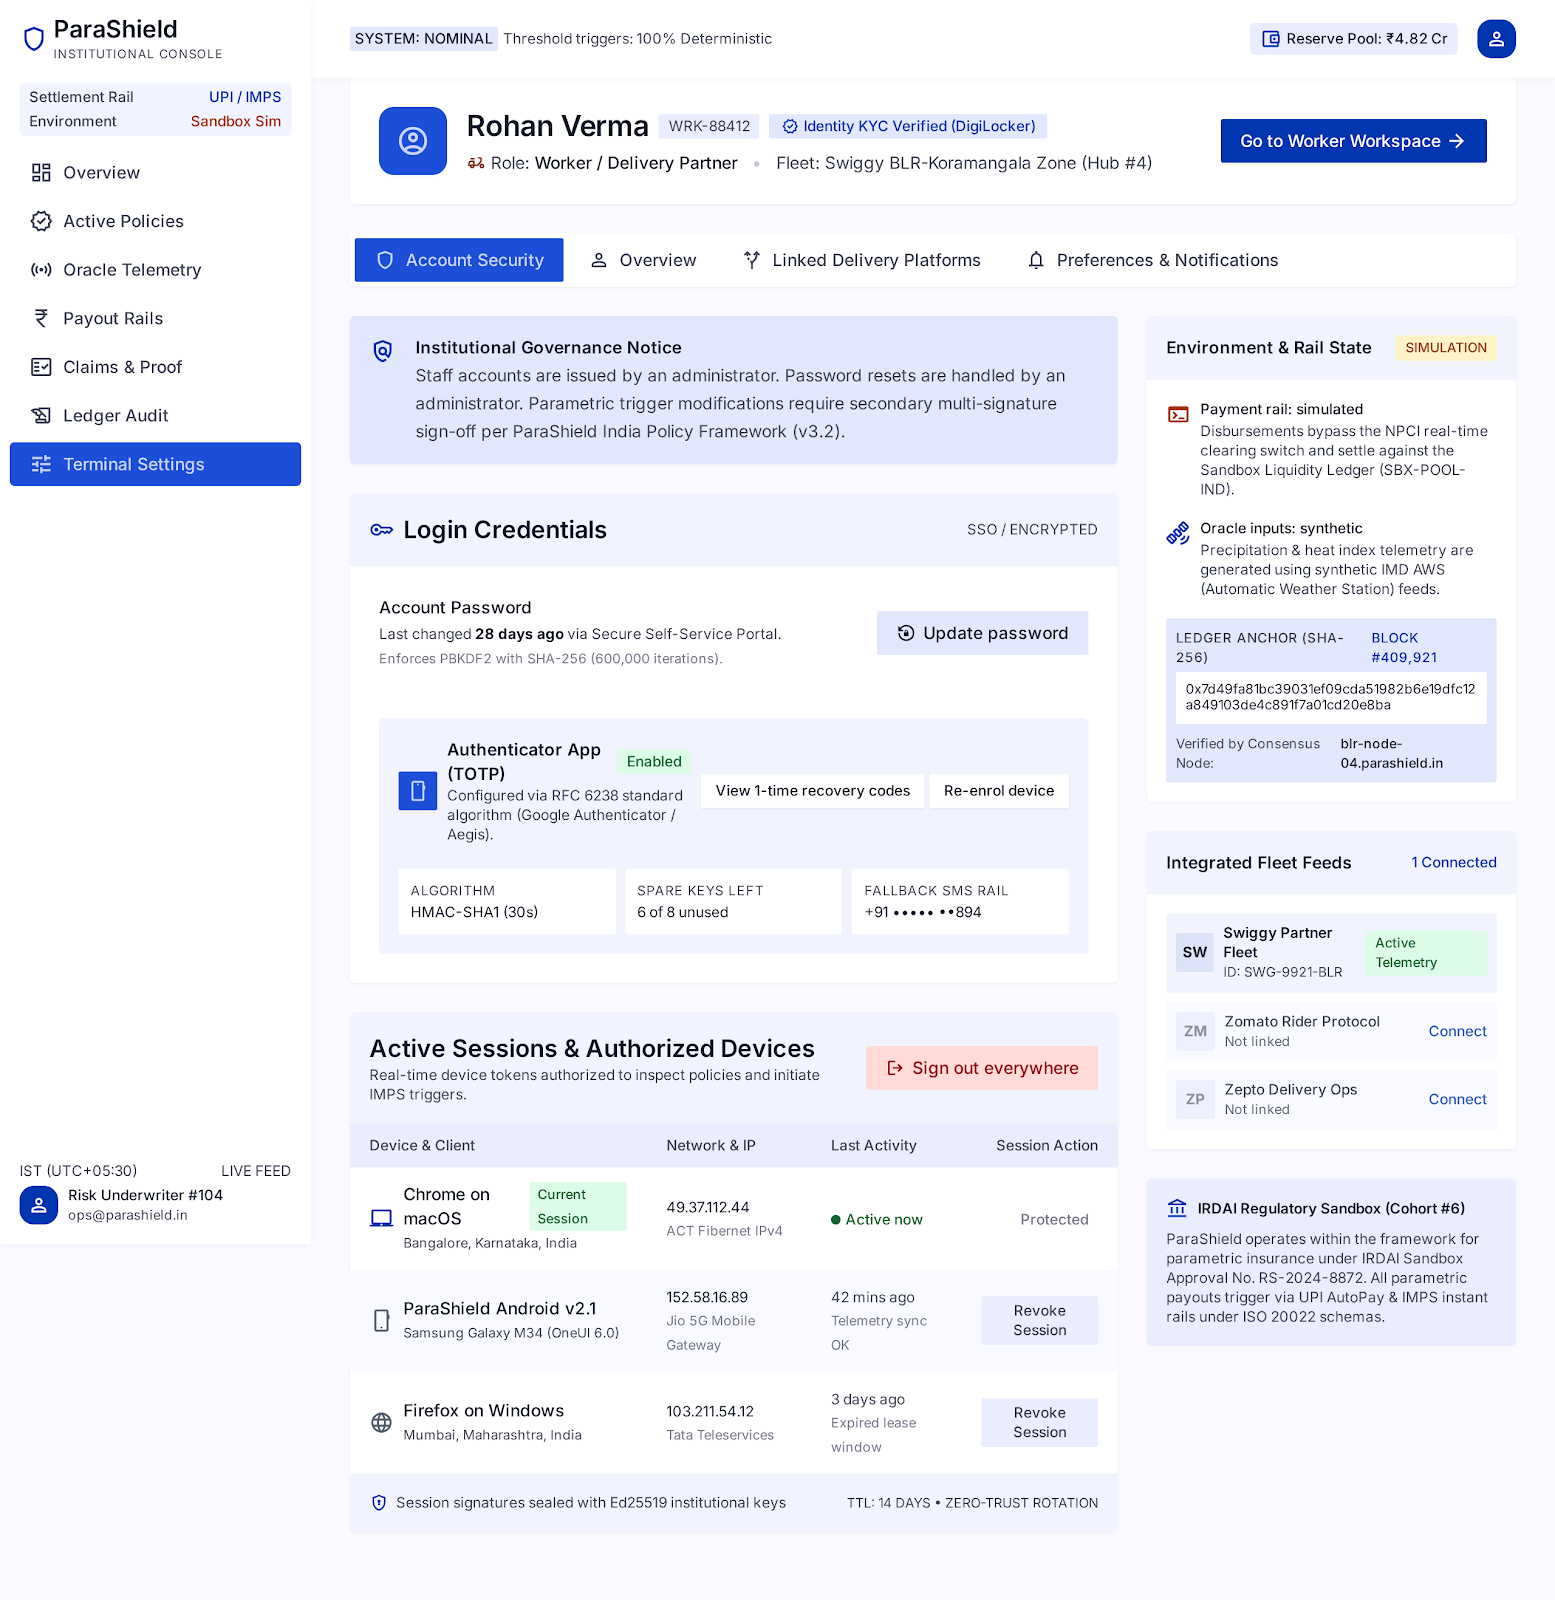 ParaShield
INSTITUTIONAL CONSOLE
Settlement Rail UPI / IMPS
Environment Sandbox Sim
Overview
Active Policies
Oracle Telemetry
Payout Rails
Claims & Proof
Ledger Audit
Terminal Settings
IST (UTC+05:30) LIVE FEED
Risk Underwriter #104
ops@parashield.in
SYSTEM: NOMINAL Threshold triggers: 100% Deterministic
Reserve Pool: ₹4.82 Cr
Rohan Verma WRK-88412 Identity KYC Verified (DigiLocker)
Role: Worker / Delivery Partner • Fleet: Swiggy BLR-Koramangala Zone (Hub #4)
Go to Worker Workspace →
Account Security
Overview
Linked Delivery Platforms
Preferences & Notifications
Institutional Governance Notice
Staff accounts are issued by an administrator. Password resets are handled by an
administrator. Parametric trigger modifications require secondary multi-signature
sign-off per ParaShield India Policy Framework (v3.2).
Login Credentials SSO / ENCRYPTED
Account Password
Last changed 28 days ago via Secure Self-Service Portal.
Enforces PBKDF2 with SHA-256 (600,000 iterations).
Update password
Authenticator App
(TOTP)
Enabled
Configured via RFC 6238 standard
algorithm (Google Authenticator /
Aegis).
View 1-time recovery codes
Re-enrol device
ALGORITHM
HMAC-SHA1 (30s)
SPARE KEYS LEFT
6 of 8 unused
FALLBACK SMS RAIL
+91 ••••• ••894
Active Sessions & Authorized Devices
Real-time device tokens authorized to inspect policies and initiate
IMPS triggers.
Sign out everywhere
Device & Client Network & IP Last Activity Session Action
Chrome on
macOS
Current
Session
Bangalore, Karnataka, India
49.37.112.44
ACT Fibernet IPv4
Active now
Protected
ParaShield Android v2.1
Samsung Galaxy M34 (OneUI 6.0)
152.58.16.89
Jio 5G Mobile
Gateway
42 mins ago
Telemetry sync
OK
Revoke
Session
Firefox on Windows
Mumbai, Maharashtra, India
103.211.54.12
Tata Teleservices
3 days ago
Expired lease
window
Revoke
Session
Session signatures sealed with Ed25519 institutional keys
TTL: 14 DAYS • ZERO-TRUST ROTATION
Environment & Rail State SIMULATION
Payment rail: simulated
Disbursements bypass the NPCI real-time
clearing switch and settle against the
Sandbox Liquidity Ledger (SBX-POOL-
IND).
Oracle inputs: synthetic
Precipitation & heat index telemetry are
generated using synthetic IMD AWS
(Automatic Weather Station) feeds.
LEDGER ANCHOR (SHA-
256)
BLOCK
#409,921
0x7d49fa81bc39031ef09cda51982b6e19dfc12
a849103de4c891f7a01cd20e8ba
Verified by Consensus
Node:
blr-node-
04.parashield.in
Integrated Fleet Feeds 1 Connected
SW
Swiggy Partner
Fleet
ID: SWG-9921-BLR
Active
Telemetry
ZM
Zomato Rider Protocol
Not linked
Connect
ZP
Zepto Delivery Ops
Not linked
Connect
IRDAI Regulatory Sandbox (Cohort #6)
ParaShield operates within the framework for
parametric insurance under IRDAI Sandbox
Approval No. RS-2024-8872. All parametric
payouts trigger via UPI AutoPay & IMPS instant
rails under ISO 20022 schemas.